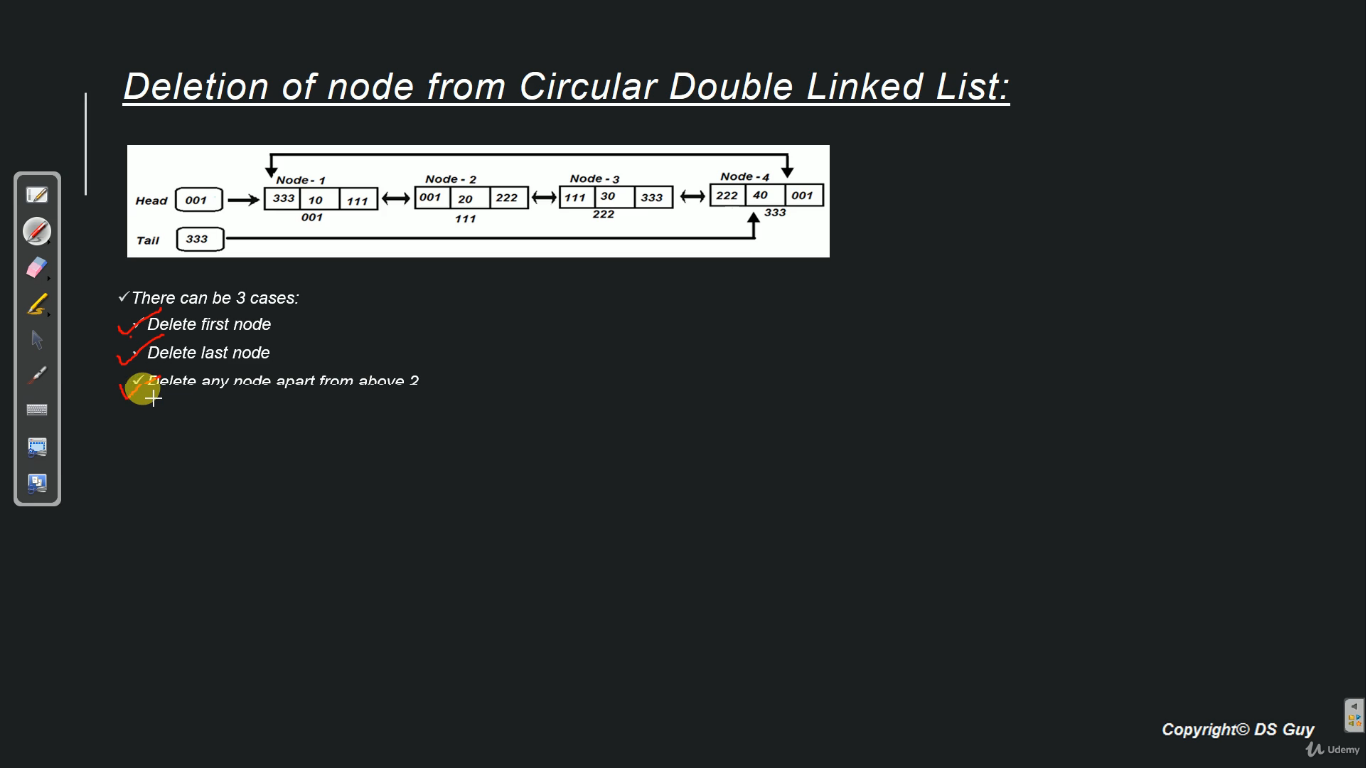 Deletion of node from Circular Double Linked List:
Node - 1 Node - 2 Node - 3 Node - 4
Head 001 333 10 111 001 20 222 111 30 333 222 40 001
001 111 222 333
Tail 333
✓There can be 3 cases:
✓ Delete first node
✓ Delete last node
✓ Delete any node apart from above 2
Copyright© DS Guy
Udemy